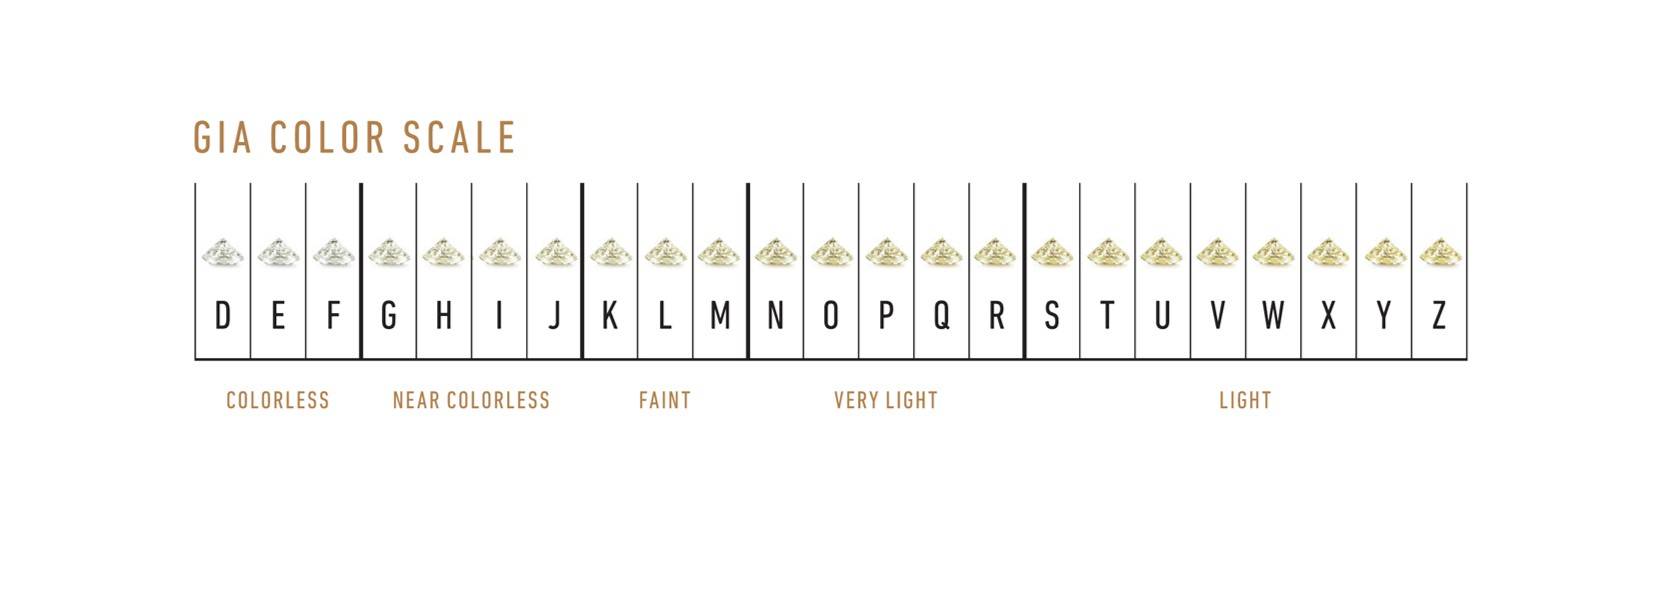 GIA COLOR SCALE
D E F G H I J K L M N O P Q R S T U V W X Y Z
COLORLESS NEAR COLORLESS FAINT VERY LIGHT LIGHT